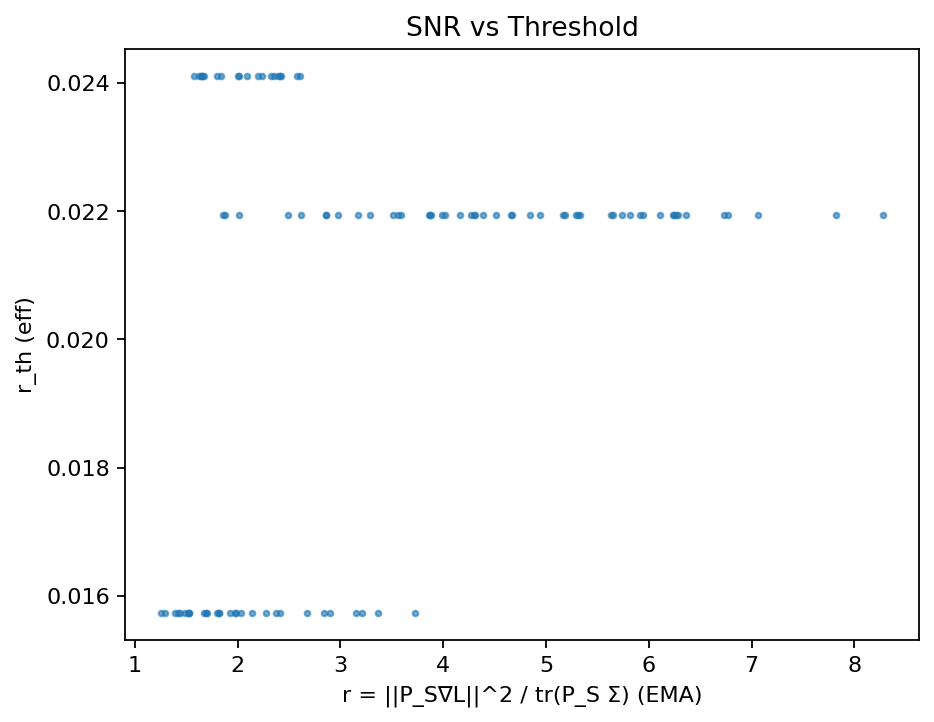 SNR vs Threshold
r_th (eff)
0.024
0.022
0.020
0.018
0.016
1 2 3 4 5 6 7 8
r = ||P_S∇L||^2 / tr(P_S Σ) (EMA)